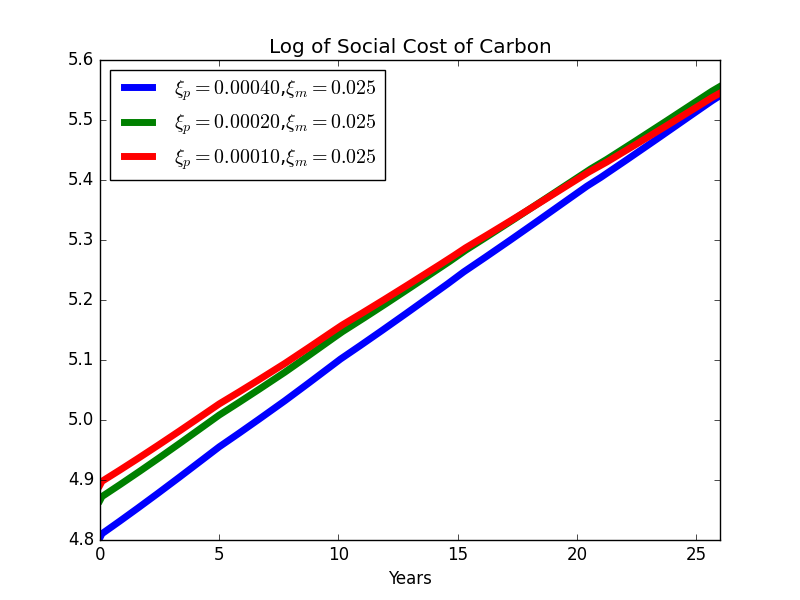 Log of Social Cost of Carbon
5.6
5.5
5.4
5.3
5.2
5.1
5.0
4.9
4.8
ξp = 0.00040,ξm = 0.025
ξp = 0.00020,ξm = 0.025
ξp = 0.00010,ξm = 0.025
0 5 10 15 20 25
Years